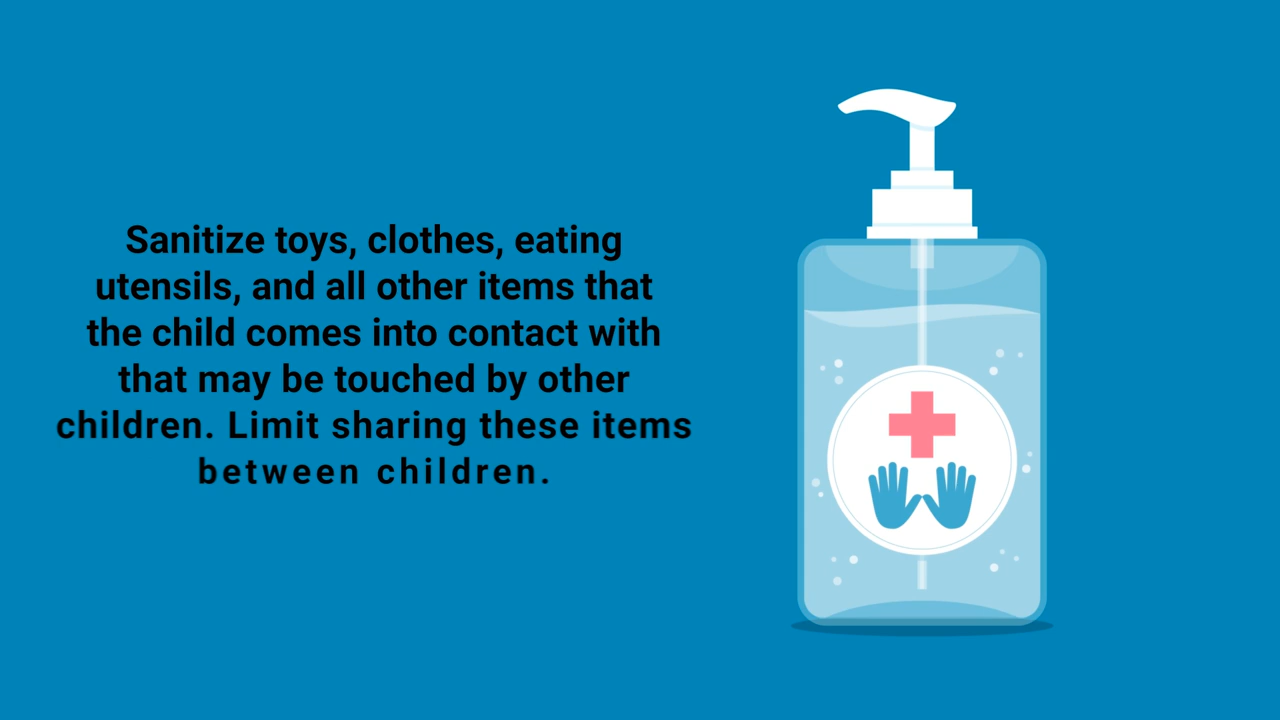 Sanitize toys, clothes, eating
utensils, and all other items that
the child comes into contact with
that may be touched by other
children. Limit sharing these items
between children.